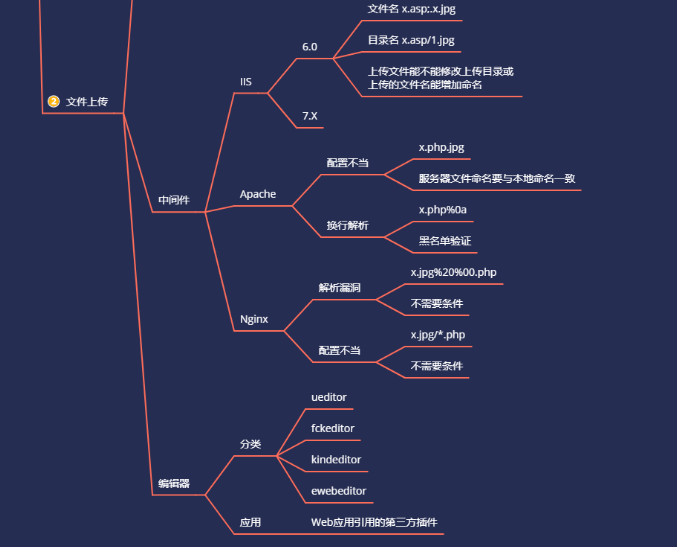 文件名 x.asp;.x.jpg
目录名 x.asp/1.jpg
6.0
上传文件能不能修改上传目录或
上传的文件名能增加命名
IIS
② 文件上传
7.X
x.php.jpg
配置不当
服务器文件命名要与本地命名一致
中间件
Apache
x.php%0a
换行解析
黑名单验证
x.jpg%20%00.php
解析漏洞
不需要条件
Nginx
x.jpg/*.php
配置不当
不需要条件
ueditor
fckeditor
分类
kindeditor
编辑器
ewebeditor
应用
Web应用引用的第三方插件